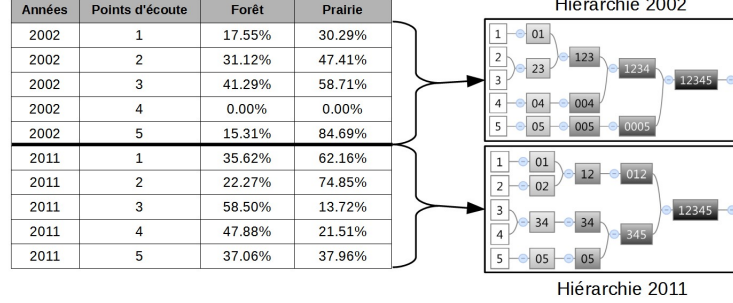 Années Points d'écoute Forêt Prairie
2002 1 17.55% 30.29%
2002 2 31.12% 47.41%
2002 3 41.29% 58.71%
2002 4 0.00% 0.00%
2002 5 15.31% 84.69%
2011 1 35.62% 62.16%
2011 2 22.27% 74.85%
2011 3 58.50% 13.72%
2011 4 47.88% 21.51%
2011 5 37.06% 37.96%
Hiérarchie 2002
1 01
2
3
23
123
4 04 004
1234
5 05 005 0005
12345
1 01
2 02
12 012
3
4
34 34
5 05 05
345
12345
Hiérarchie 2011